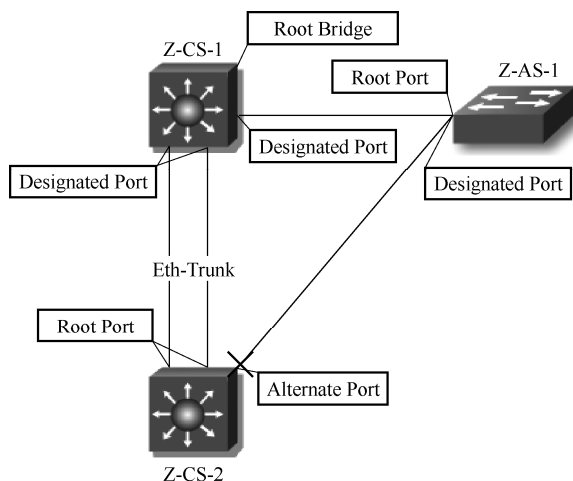 Root Bridge
Z-CS-1
Root Port
Z-AS-1
Designated Port
Designated Port
Designated Port
Eth-Trunk
Root Port
Alternate Port
Z-CS-2